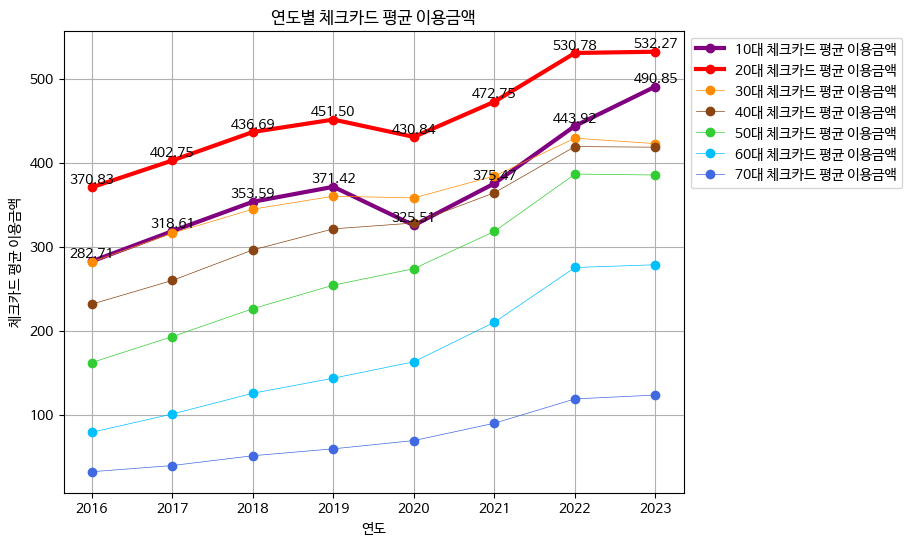 연도별 체크카드 평균 이용금액
체크카드 평균 이용금액
500
400
300
200
100
370.83
402.75
436.69
451.50
430.84
472.75
530.78
532.27
282.71
318.61
353.59
371.42
325.51
375.47
443.92
490.85
2016
2017
2018
2019
2020
2021
2022
2023
연도
10대 체크카드 평균 이용금액
20대 체크카드 평균 이용금액
30대 체크카드 평균 이용금액
40대 체크카드 평균 이용금액
50대 체크카드 평균 이용금액
60대 체크카드 평균 이용금액
70대 체크카드 평균 이용금액